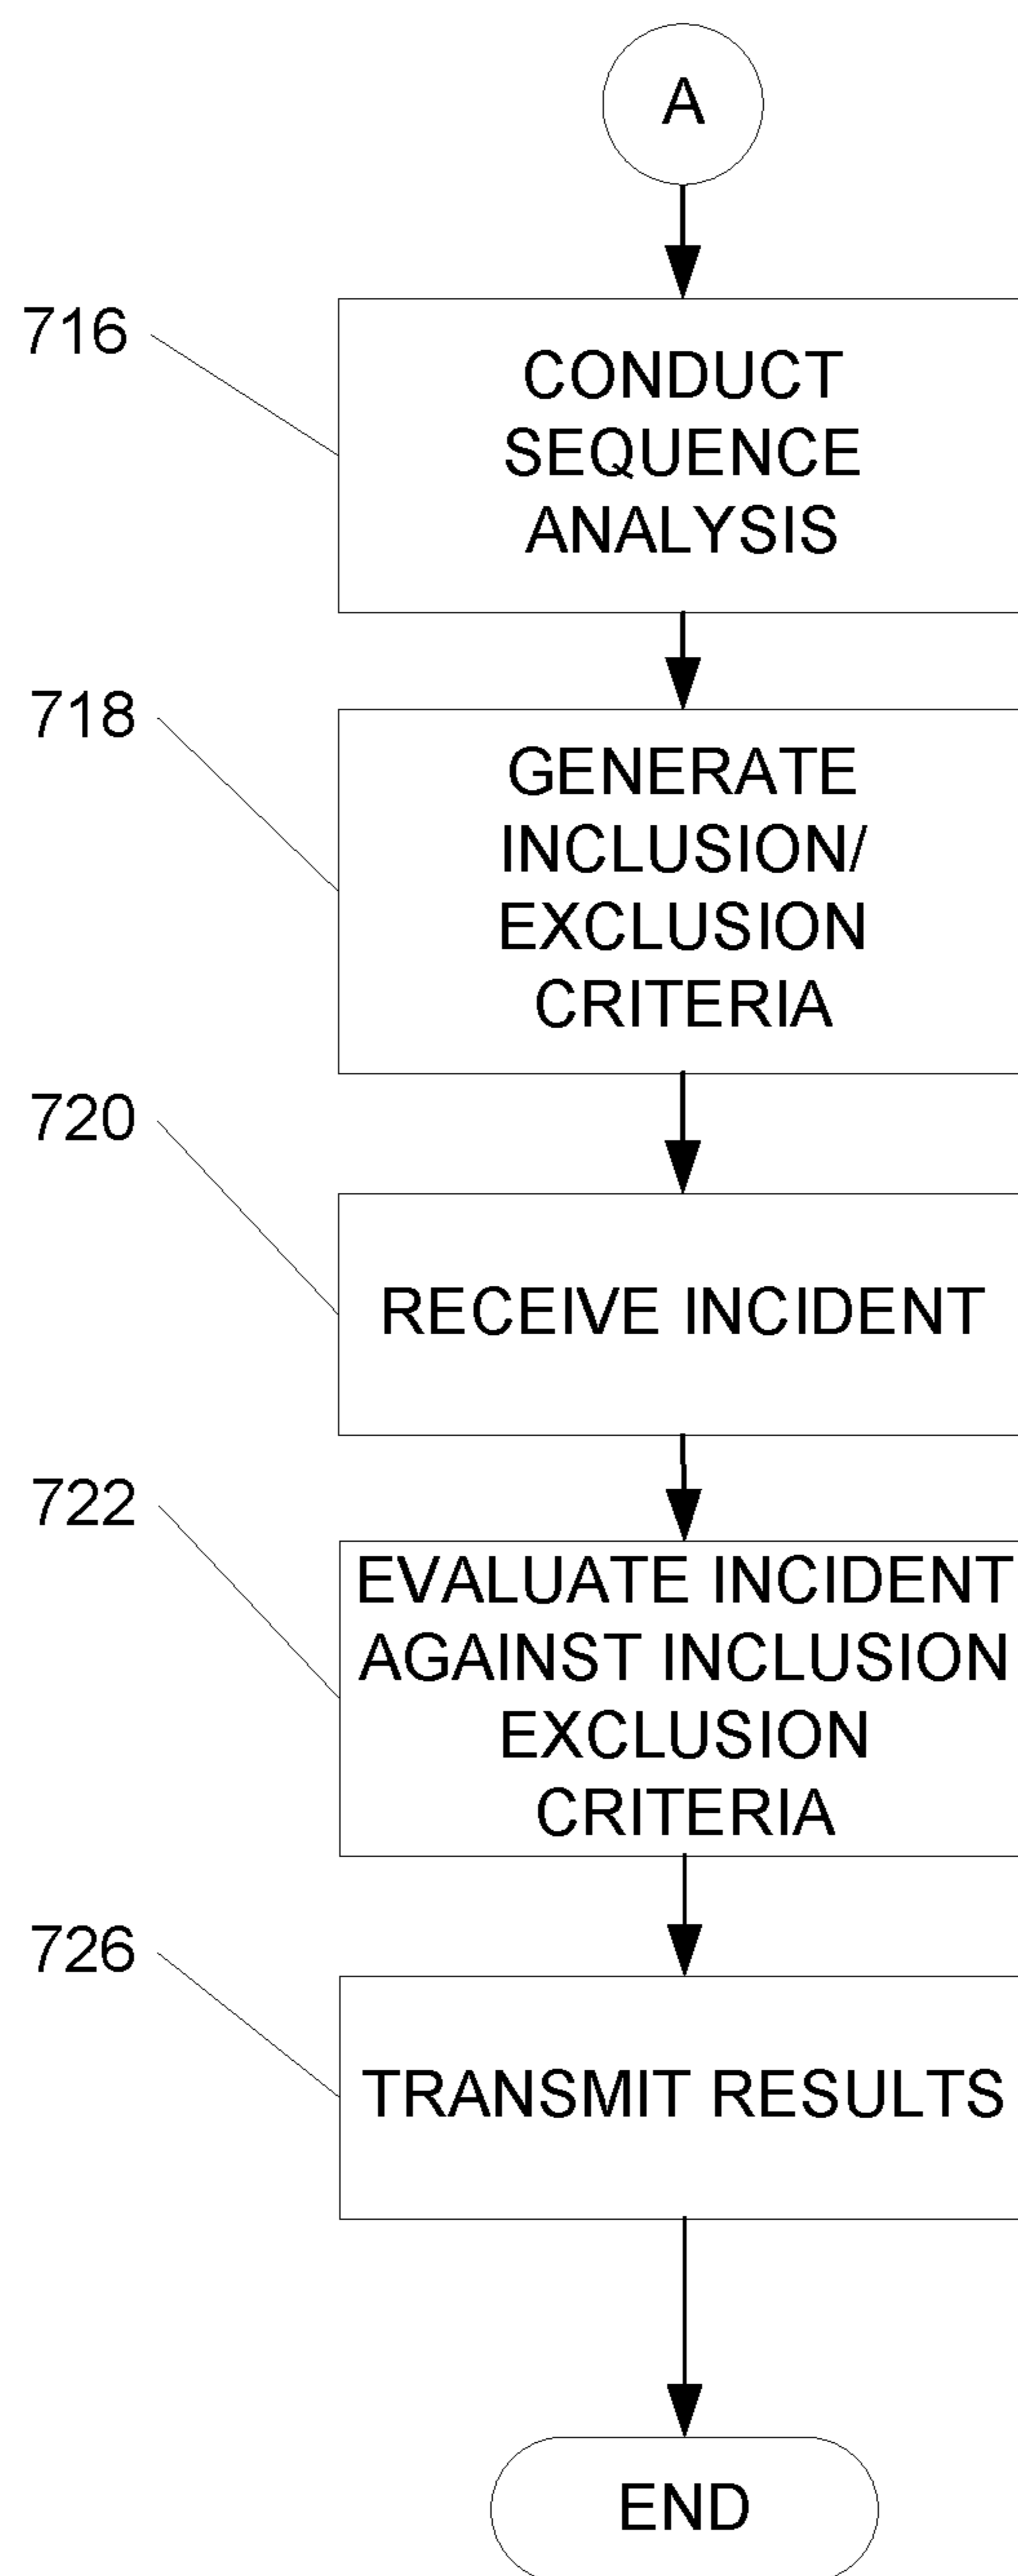 A
716
CONDUCT
SEQUENCE
ANALYSIS
718
GENERATE
INCLUSION/
EXCLUSION
CRITERIA
720
RECEIVE INCIDENT
722
EVALUATE INCIDENT
AGAINST INCLUSION
EXCLUSION
CRITERIA
726
TRANSMIT RESULTS
END